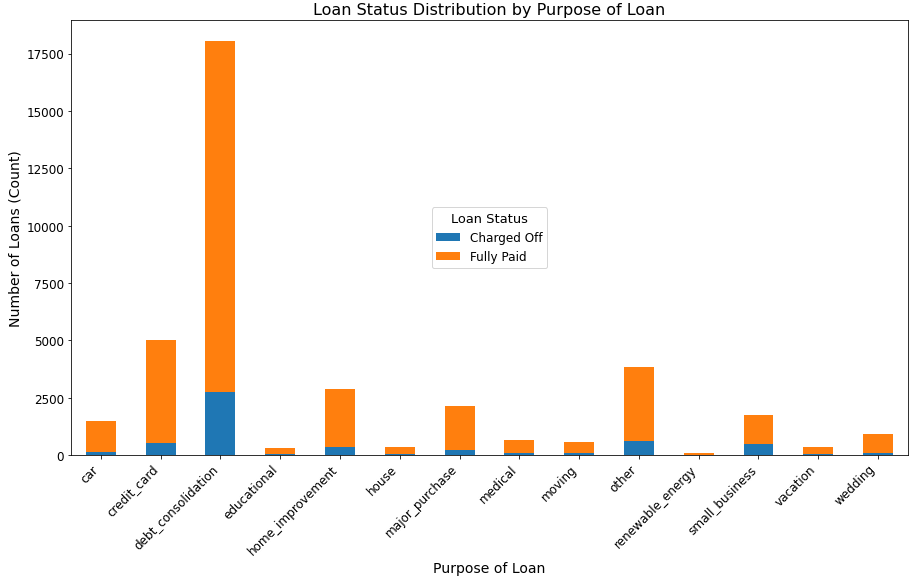 Loan Status Distribution by Purpose of Loan
Number of Loans (Count)
17500
15000
12500
10000
7500
5000
2500
0
Loan Status
Charged Off
Fully Paid
car
credit_card
debt_consolidation
educational
home_improvement
house
major_purchase
medical
moving
other
renewable_energy
small_business
vacation
wedding
Purpose of Loan